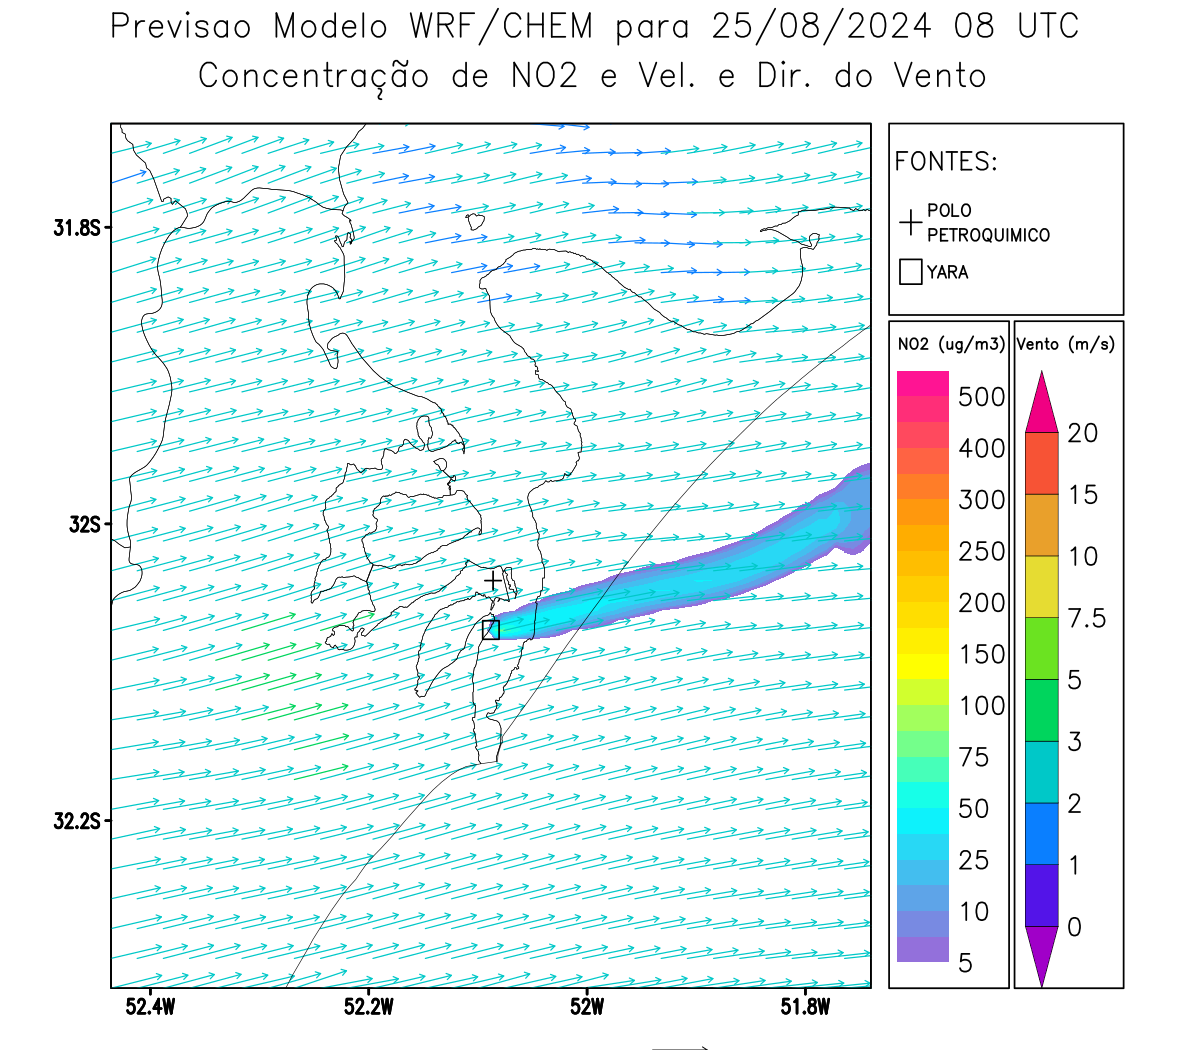 Previsao Modelo WRF/CHEM para 25/08/2024 08 UTC
Concentração de NO2 e Vel. e Dir. do Vento
FONTES:
POLO
PETROQUIMICO
YARA
31.8S
32S
32.2S
52.4W
52.2W
52W
51.8W
NO2 (ug/m3)
500
400
300
250
200
150
100
75
50
25
10
5
Vento (m/s)
20
15
10
7.5
5
3
2
1
0